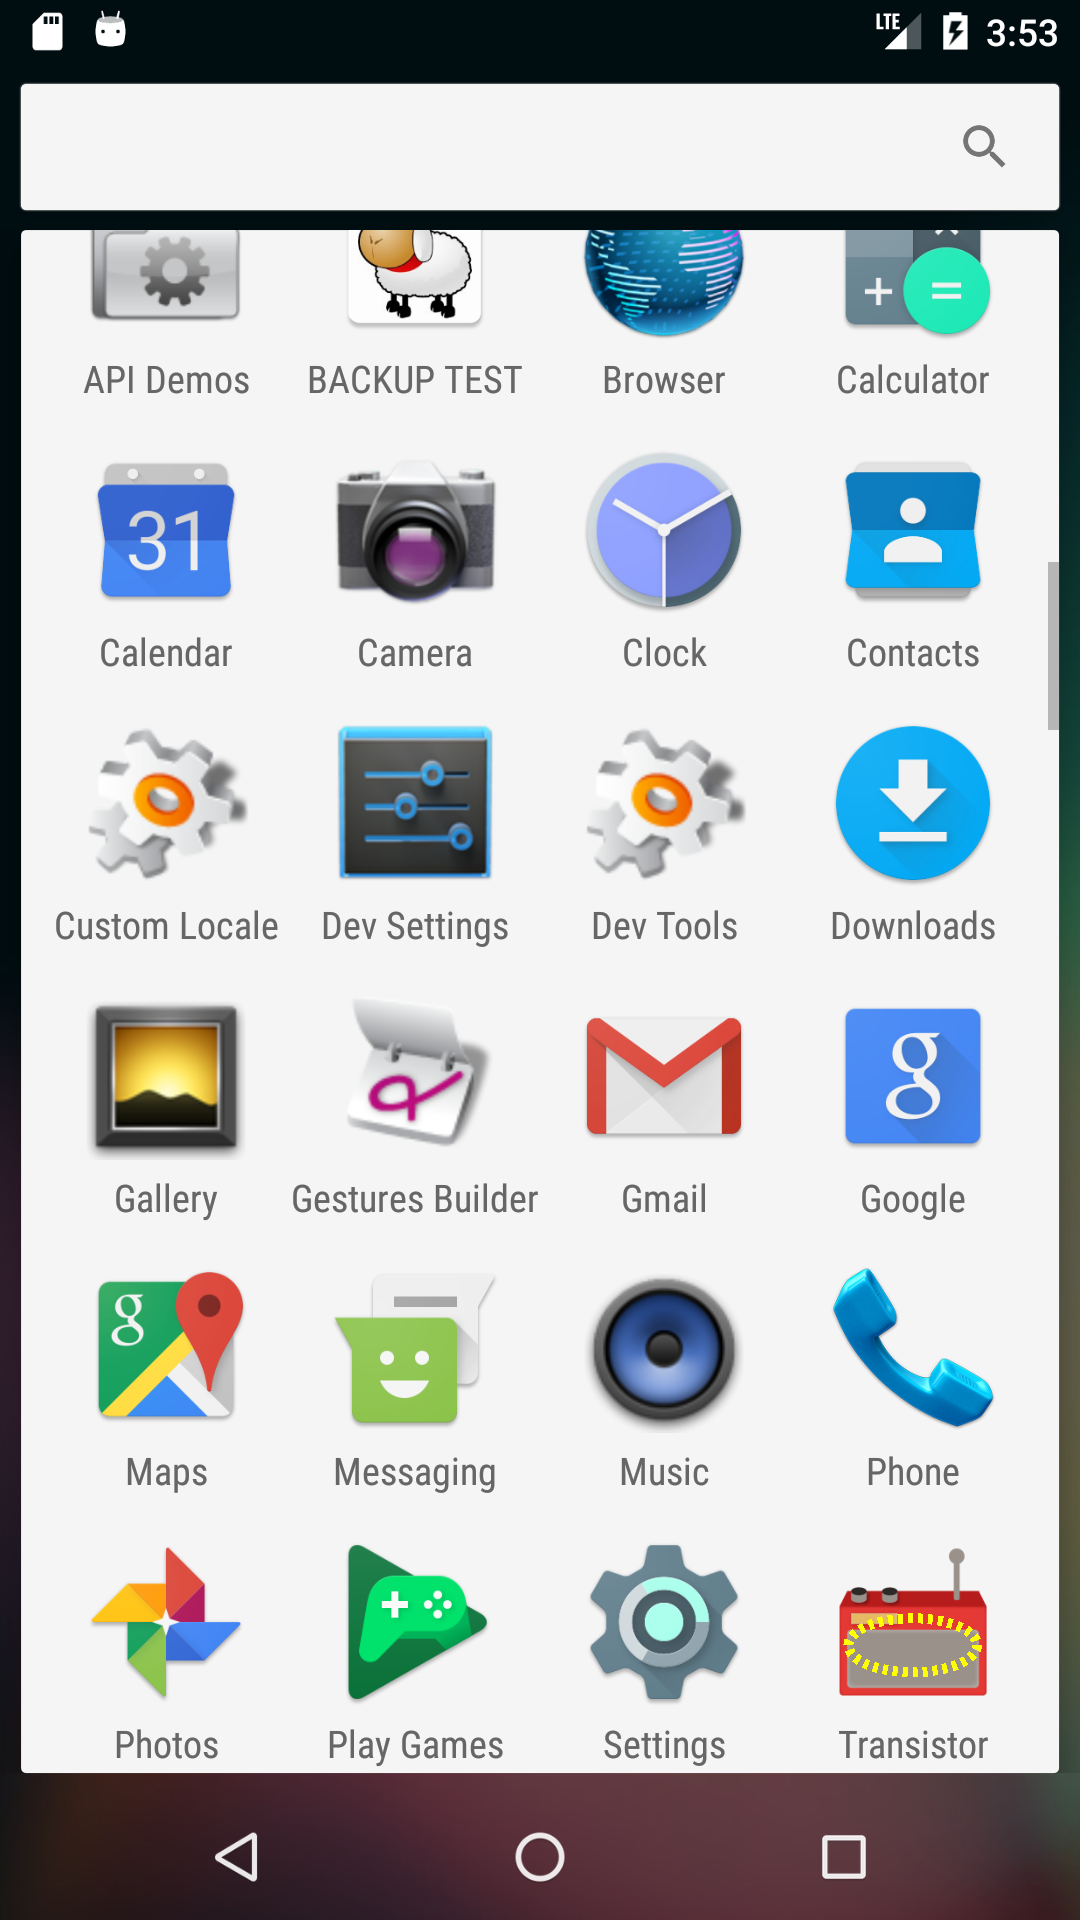 LTE 3:53
API Demos BACKUP TEST Browser Calculator
31
Calendar Camera Clock Contacts
Custom Locale Dev Settings Dev Tools Downloads
g
Gallery Gestures Builder Gmail Google
g
Maps Messaging Music Phone
Photos Play Games Settings Transistor